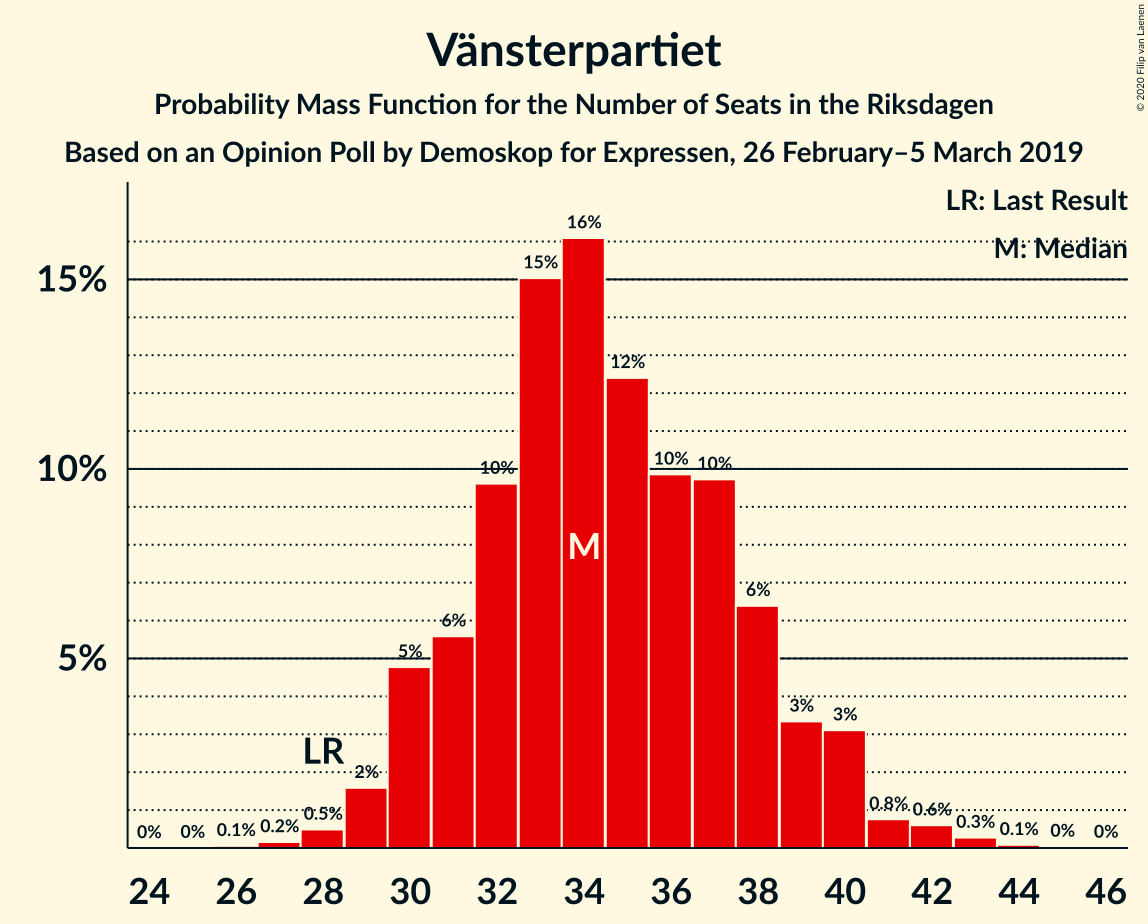 Vänsterpartiet
Probability Mass Function for the Number of Seats in the Riksdagen
Based on an Opinion Poll by Demoskop for Expressen, 26 February–5 March 2019
© 2020 Filip van Laenen
LR: Last Result
M: Median
15%
10%
5%
0% 0% 0.1% 0.2% 0.5% 2% 5% 6% 10% 15% 16% 12% 10% 10% 6% 3% 3% 0.8% 0.6% 0.3% 0.1% 0% 0%
LR
M
24 26 28 30 32 34 36 38 40 42 44 46